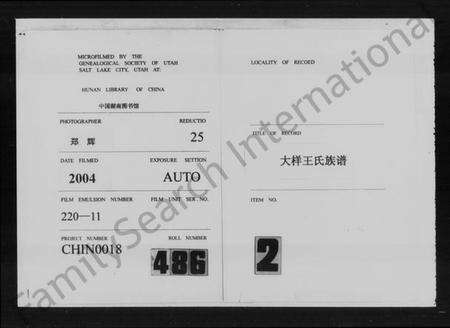 MICROFILMED BY THE
GENEALOGICAL SOCIETY OF UTAH
SALT LAKE CITY, UTAH AT:
HUNAN LIBRARY OF CHINA
中国湖南图书馆
PHOTOGRAPHER REDUCTIO
郑辉 25
DATE FILMED EXPOSURE SETTION
2004 AUTO
FILM EMULSION NUMBER FILM UNIT SER. NO.
220—11
PROJECT NUMBER ROLL NUMBER
CHIN0018 486
LOCALITY OF RECORD
TITLE OF RECORD
大样王氏族谱
ITEM NO.
2
FamilySearch International